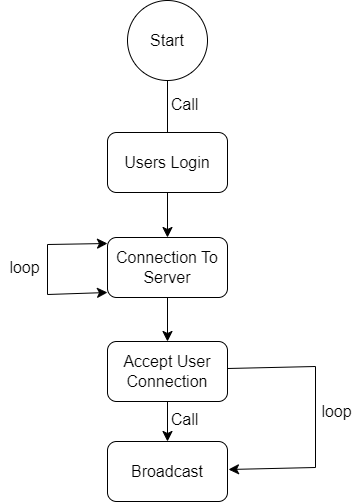 Start
Call
Users Login
Connection To
Server
loop
Accept User
Connection
loop
Call
Broadcast